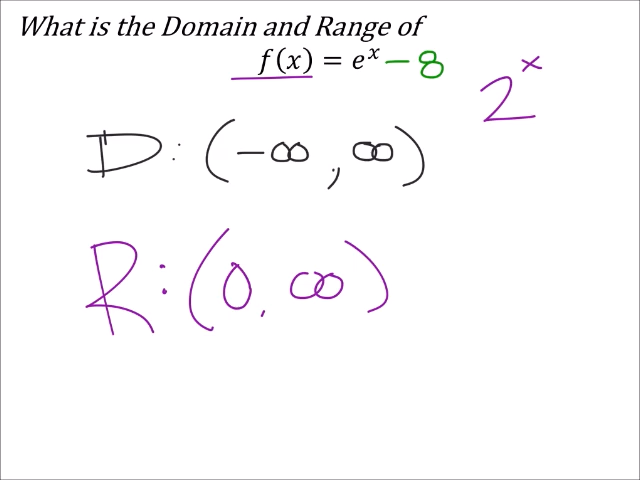 What is the Domain and Range of
f(x) = e^x - 8
2^x
D: (-∞, ∞)
R: (0, ∞)